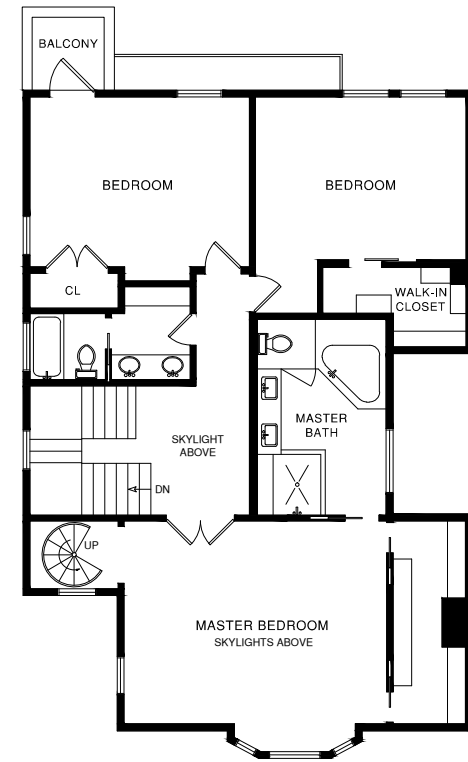 BALCONY
BEDROOM
BEDROOM
CL
WALK-IN
CLOSET
MASTER
BATH
SKYLIGHT
ABOVE
DN
UP
MASTER BEDROOM
SKYLIGHTS ABOVE